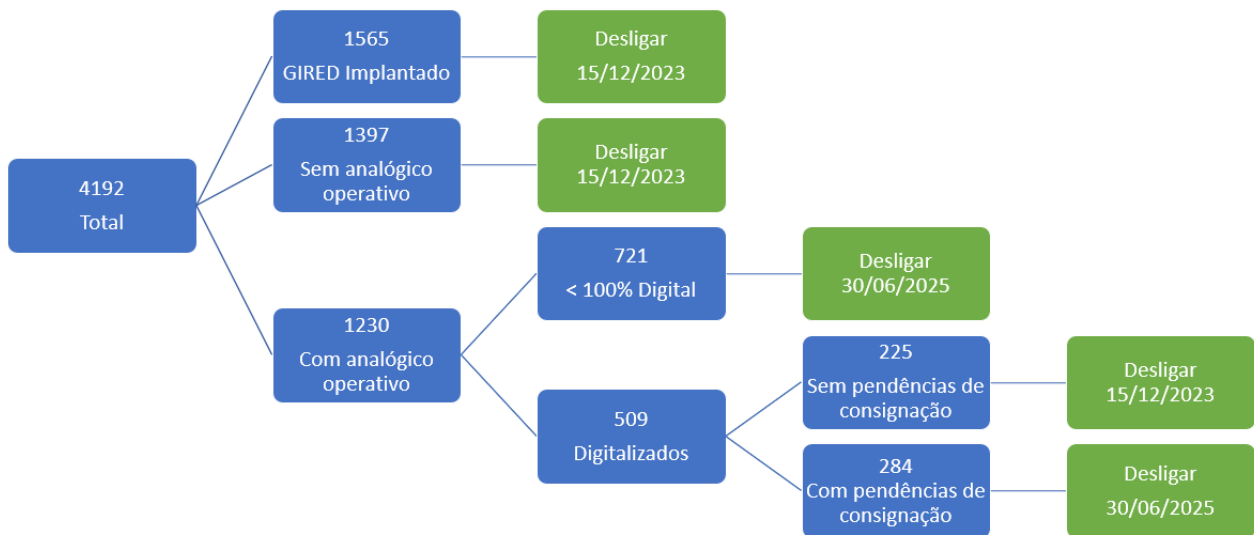 1565
GIRED Implantado
Desligar
15/12/2023
1397
Sem analógico
operativo
Desligar
15/12/2023
4192
Total
721
< 100% Digital
Desligar
30/06/2025
1230
Com analógico
operativo
225
Sem pendências de
consignação
Desligar
15/12/2023
509
Digitalizados
284
Com pendências de
consignação
Desligar
30/06/2025